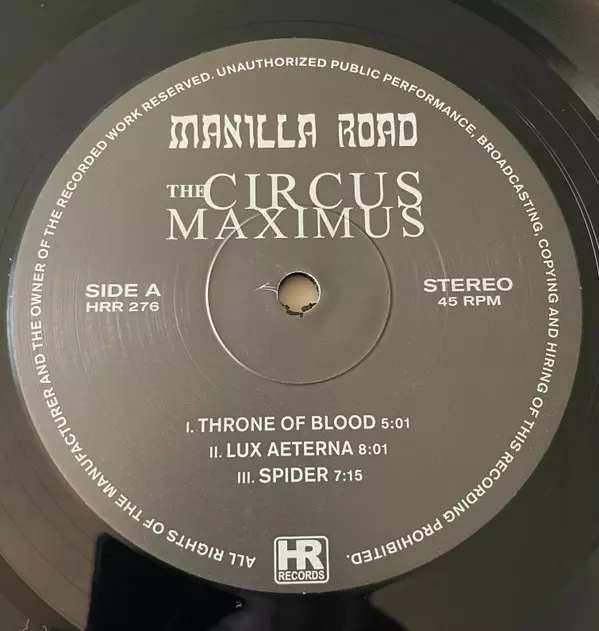 MANILLA ROAD
THE CIRCUS
MAXIMUS
SIDE A
HRR 276
STEREO
45 RPM
I. THRONE OF BLOOD 5:01
II. LUX AETERNA 8:01
III. SPIDER 7:15
HR
RECORDS
ALL RIGHTS OF THE MANUFACTURER AND THE OWNER OF THE RECORDED WORK RESERVED. UNAUTHORIZED PUBLIC PERFORMANCE, BROADCASTING, COPYING AND HIRING OF THIS RECORDING PROHIBITED.